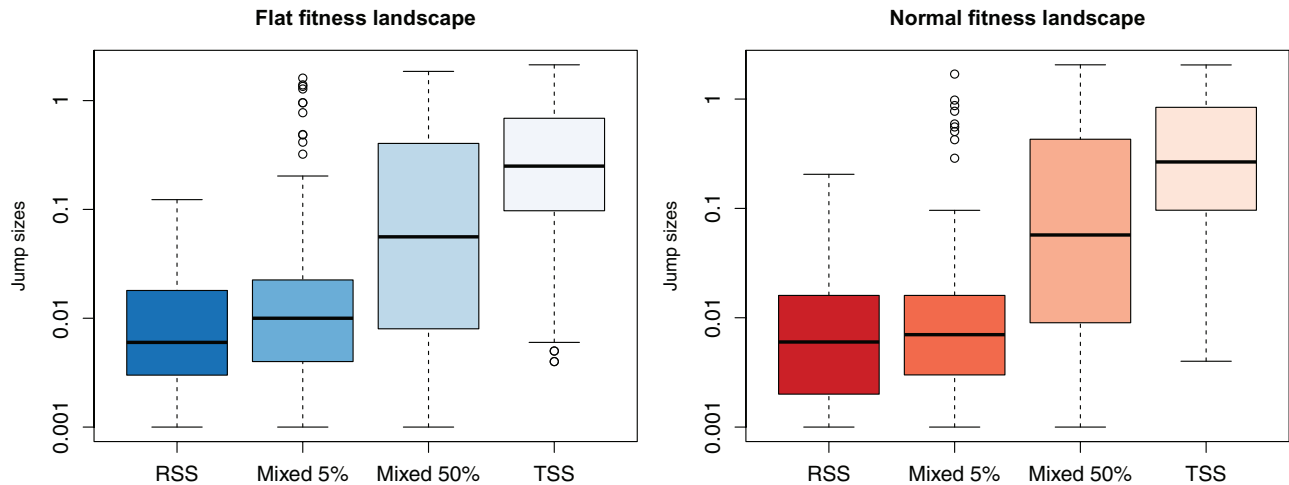 Flat fitness landscape
Jump sizes
1
0.1
0.01
0.001
RSS Mixed 5% Mixed 50% TSS
Normal fitness landscape
Jump sizes
1
0.1
0.01
0.001
RSS Mixed 5% Mixed 50% TSS